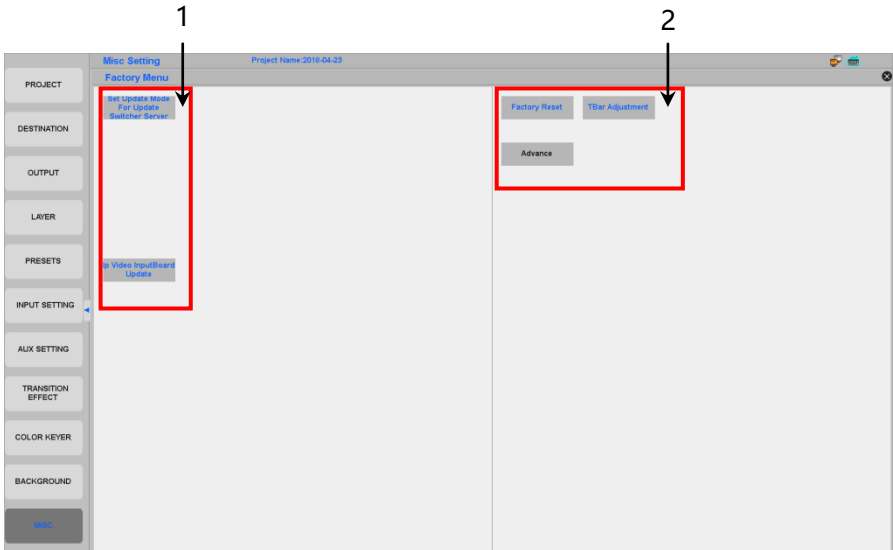 1
2
Misc Setting
Project Name:2018-04-23
Factory Menu
PROJECT
DESTINATION
OUTPUT
LAYER
PRESETS
INPUT SETTING
AUX SETTING
TRANSITION
EFFECT
COLOR KEYER
BACKGROUND
MISC
Set Update Mode
For Update
Switcher Server
Ip Video InputBoard
Update
Factory Reset
TBar Adjustment
Advance